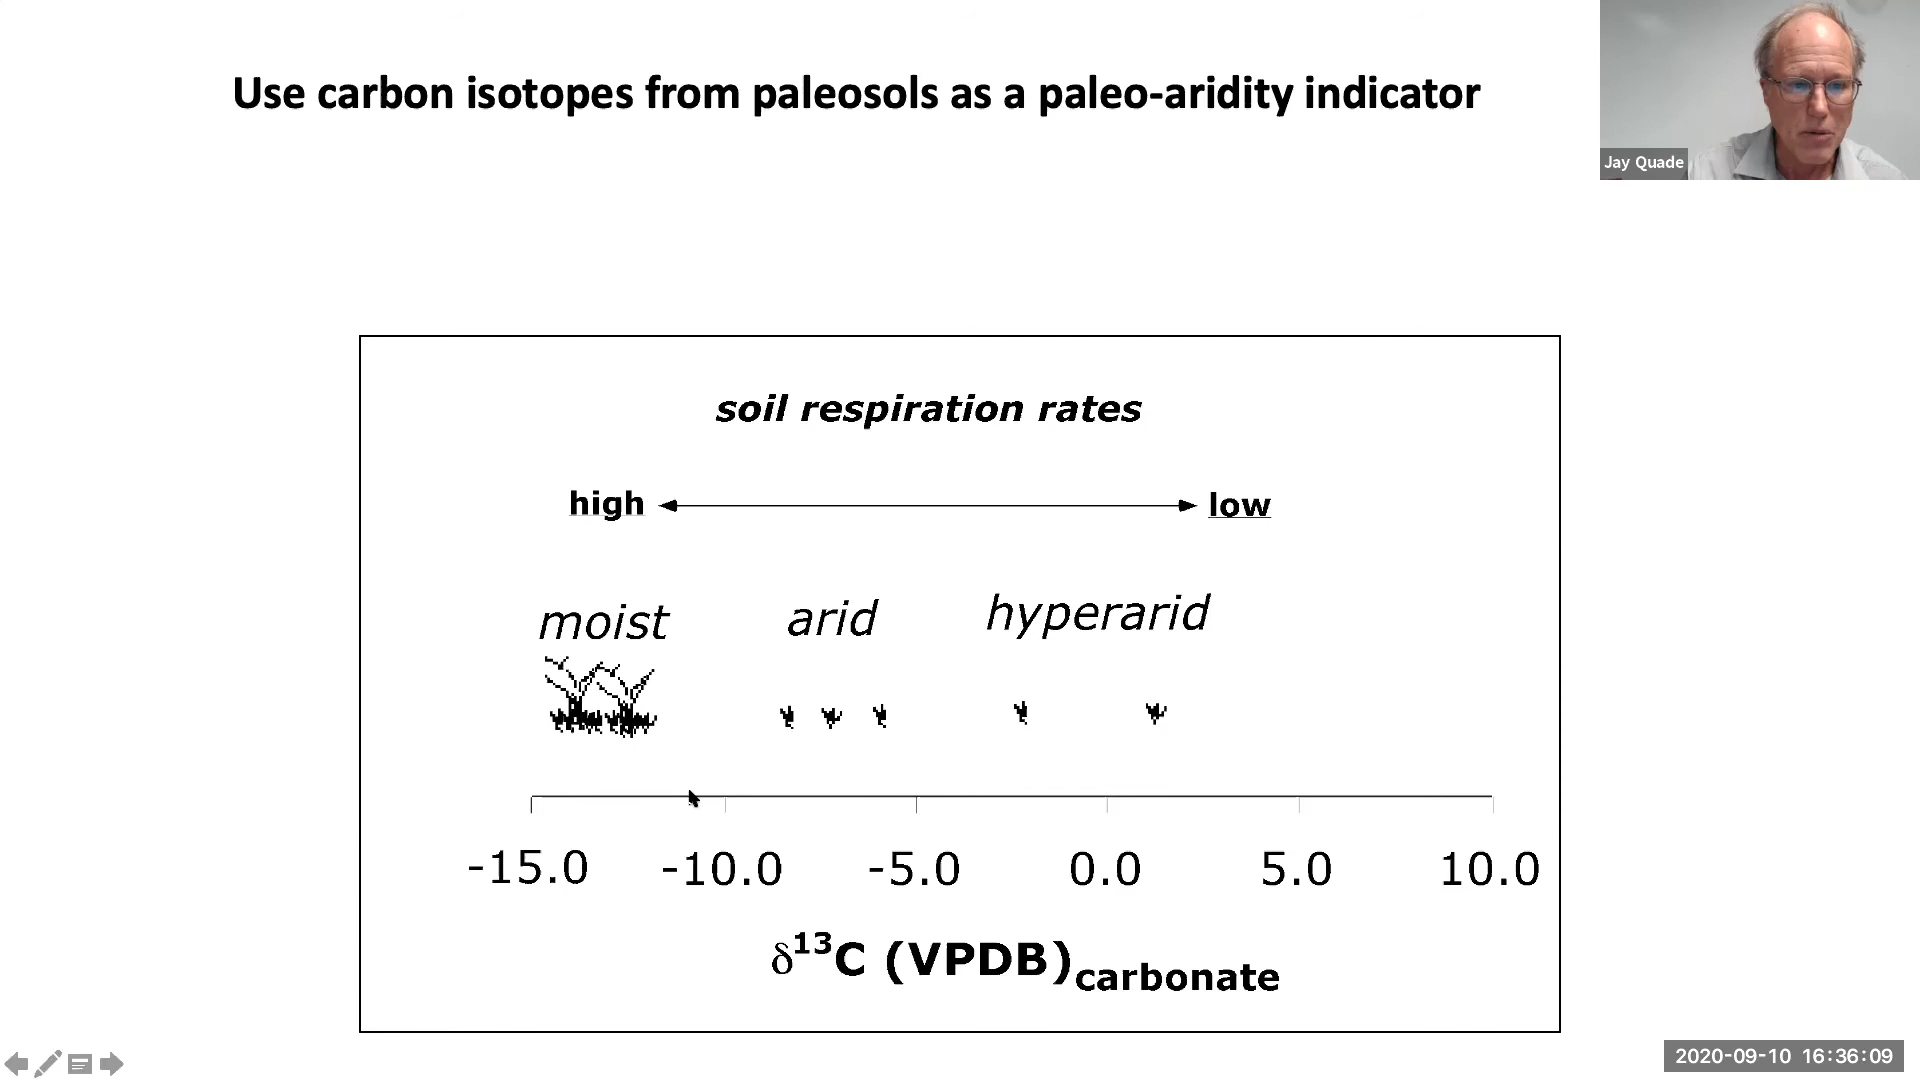 Use carbon isotopes from paleosols as a paleo-aridity indicator
Jay Quade
soil respiration rates
high low
moist arid hyperarid
-15.0 -10.0 -5.0 0.0 5.0 10.0
δ¹³C (VPDB)carbonate
2020-09-10 16:36:09